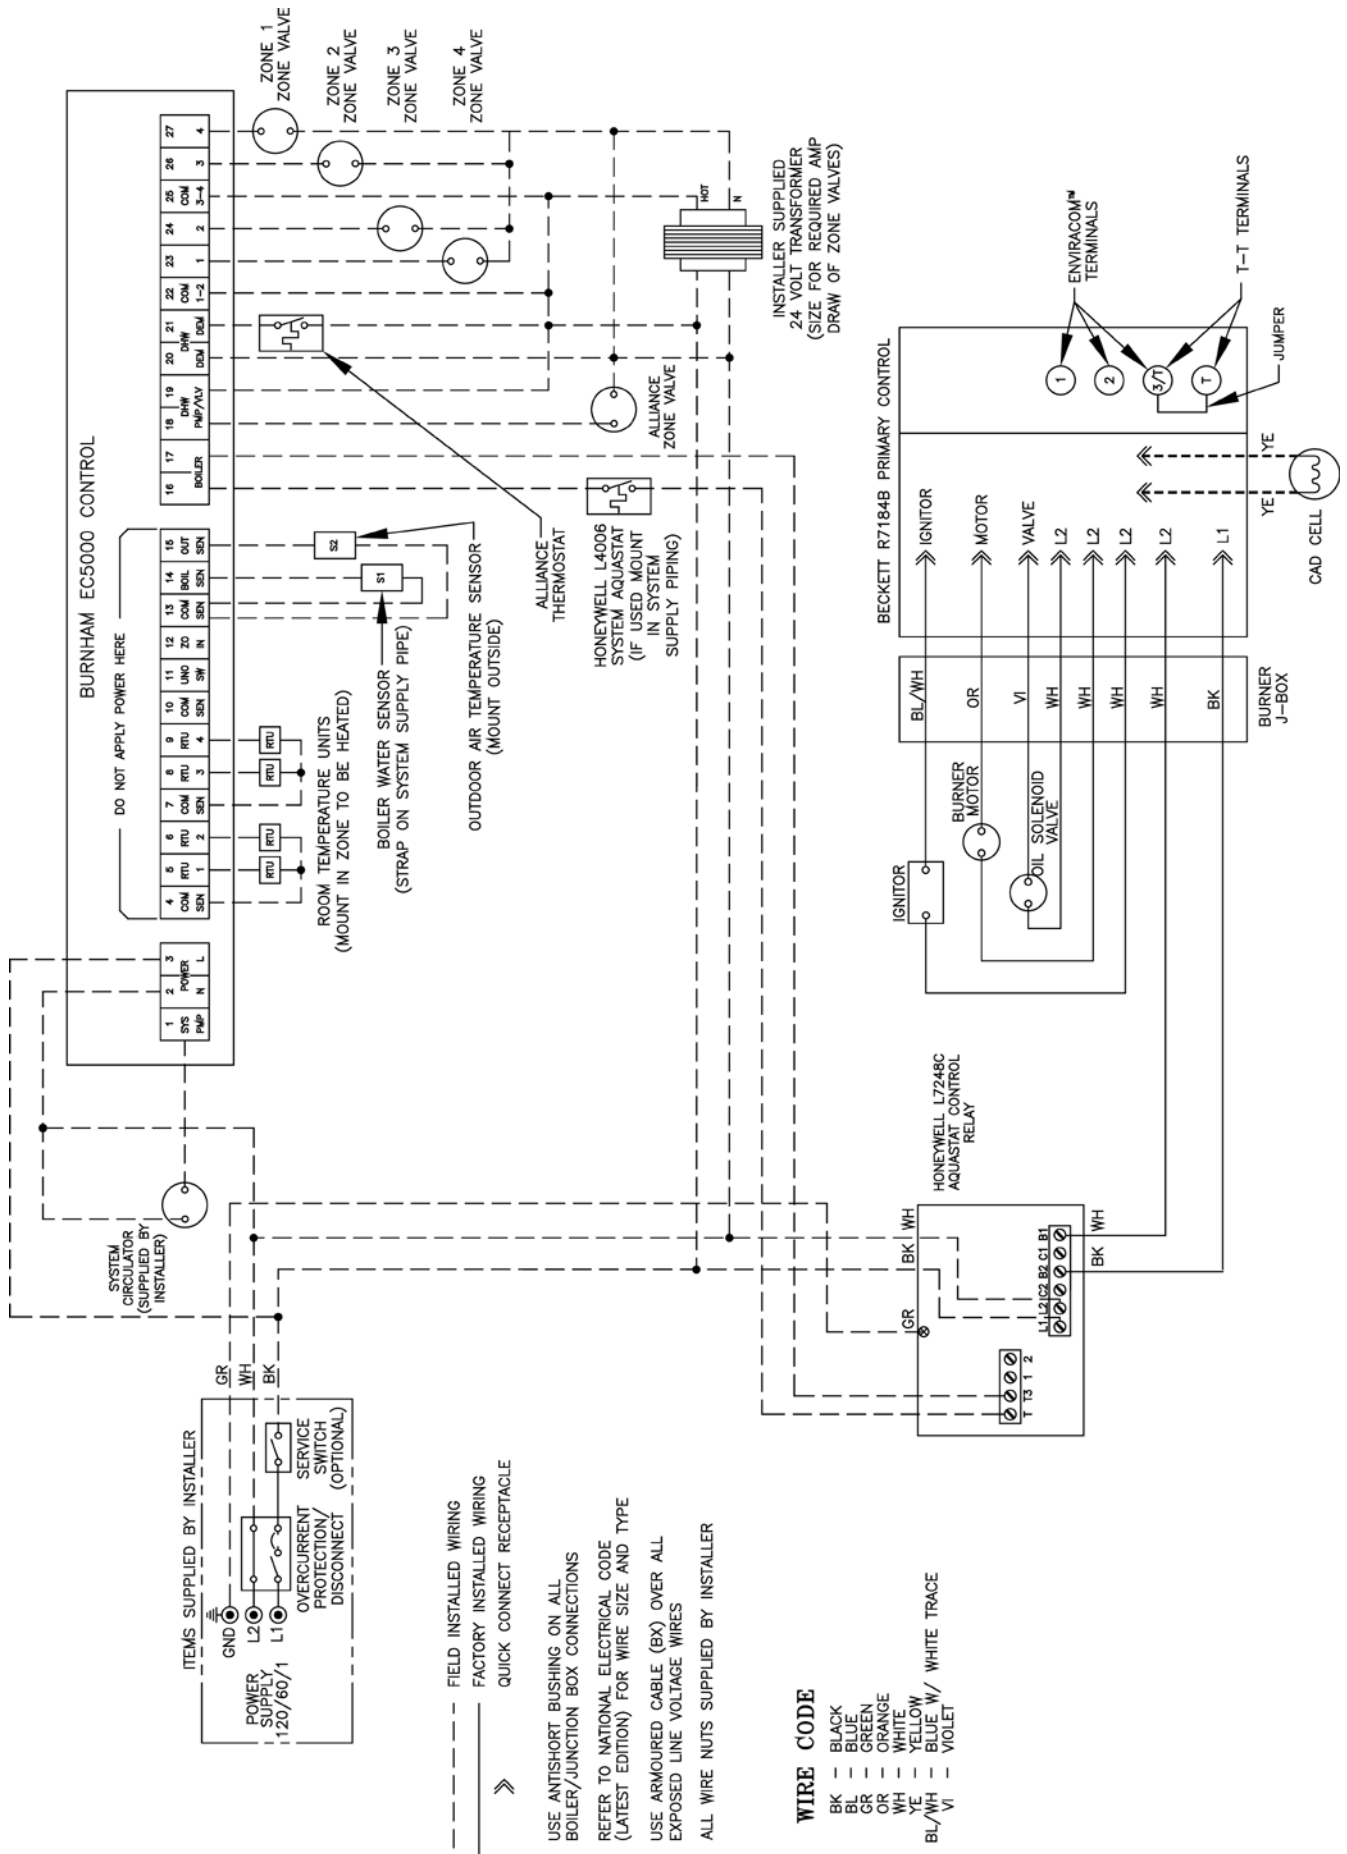 ITEMS SUPPLIED BY INSTALLER
POWER
SUPPLY
120/60/1
GND
L2
L1
OVERCURRENT
PROTECTION/
DISCONNECT
SERVICE
SWITCH
(OPTIONAL)
GR
WH
BK
SYSTEM
CIRCULATOR
(SUPPLIED BY
INSTALLER)
BURNHAM EC5000 CONTROL
DO NOT APPLY POWER HERE
1 2 3
SYS POWER
PMP N L
4 5 6 7 8 9 10 11 12 13 14 15
COM RTU RTU COM RTU RTU COM UNO ZO COM BOIL OUT
SEN 1 2 SEN 3 4 SEN SW IN SEN SEN SEN
16 17 18 19 20 21 22 23 24 25 26 27
BOILER DHW DHW COM COM
PMP/VLV DEM DEM 1-2 1 2 3-4 3 4
RTU RTU RTU RTU
ROOM TEMPERATURE UNITS
(MOUNT IN ZONE TO BE HEATED)
S1
S2
BOILER WATER SENSOR
(STRAP ON SYSTEM SUPPLY PIPE)
OUTDOOR AIR TEMPERATURE SENSOR
(MOUNT OUTSIDE)
ZONE 1
ZONE VALVE
ZONE 2
ZONE VALVE
ZONE 3
ZONE VALVE
ZONE 4
ZONE VALVE
ALLIANCE
THERMOSTAT
HONEYWELL L4006
SYSTEM AQUASTAT
(IF USED MOUNT
IN SYSTEM
SUPPLY PIPING)
ALLIANCE
ZONE VALVE
HOT
N
INSTALLER SUPPLIED
24 VOLT TRANSFORMER
(SIZE FOR REQUIRED AMP
DRAW OF ZONE VALVES)
FIELD INSTALLED WIRING
FACTORY INSTALLED WIRING
QUICK CONNECT RECEPTACLE
USE ANTISHORT BUSHING ON ALL
BOILER/JUNCTION BOX CONNECTIONS
REFER TO NATIONAL ELECTRICAL CODE
(LATEST EDITION) FOR WIRE SIZE AND TYPE
USE ARMOURED CABLE (BX) OVER ALL
EXPOSED LINE VOLTAGE WIRES
ALL WIRE NUTS SUPPLIED BY INSTALLER
WIRE CODE
BK - BLACK
BL - BLUE
GR - GREEN
OR - ORANGE
WH - WHITE
YE - YELLOW
BL/WH - BLUE W/ WHITE TRACE
VI - VIOLET
HONEYWELL L7248C
AQUASTAT CONTROL
RELAY
GR
BK
WH
T T3 1 2
L1 L2 C2 B2 C1 B1
BK
WH
IGNITOR
BURNER
MOTOR
OIL SOLENOID
VALVE
BL/WH
OR
VI
WH
WH
WH
WH
BK
BURNER
J-BOX
BECKETT R7184B PRIMARY CONTROL
IGNITOR
MOTOR
VALVE
L2
L2
L2
L2
L1
YE
YE
CAD CELL
1
2
3/T
T
ENVIRACOM™
TERMINALS
T-T TERMINALS
JUMPER